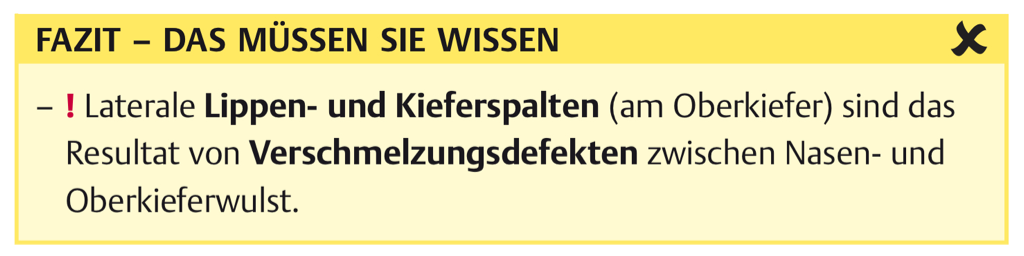 FAZIT – DAS MÜSSEN SIE WISSEN
– ! Laterale Lippen- und Kieferspalten (am Oberkiefer) sind das
Resultat von Verschmelzungsdefekten zwischen Nasen- und
Oberkieferwulst.